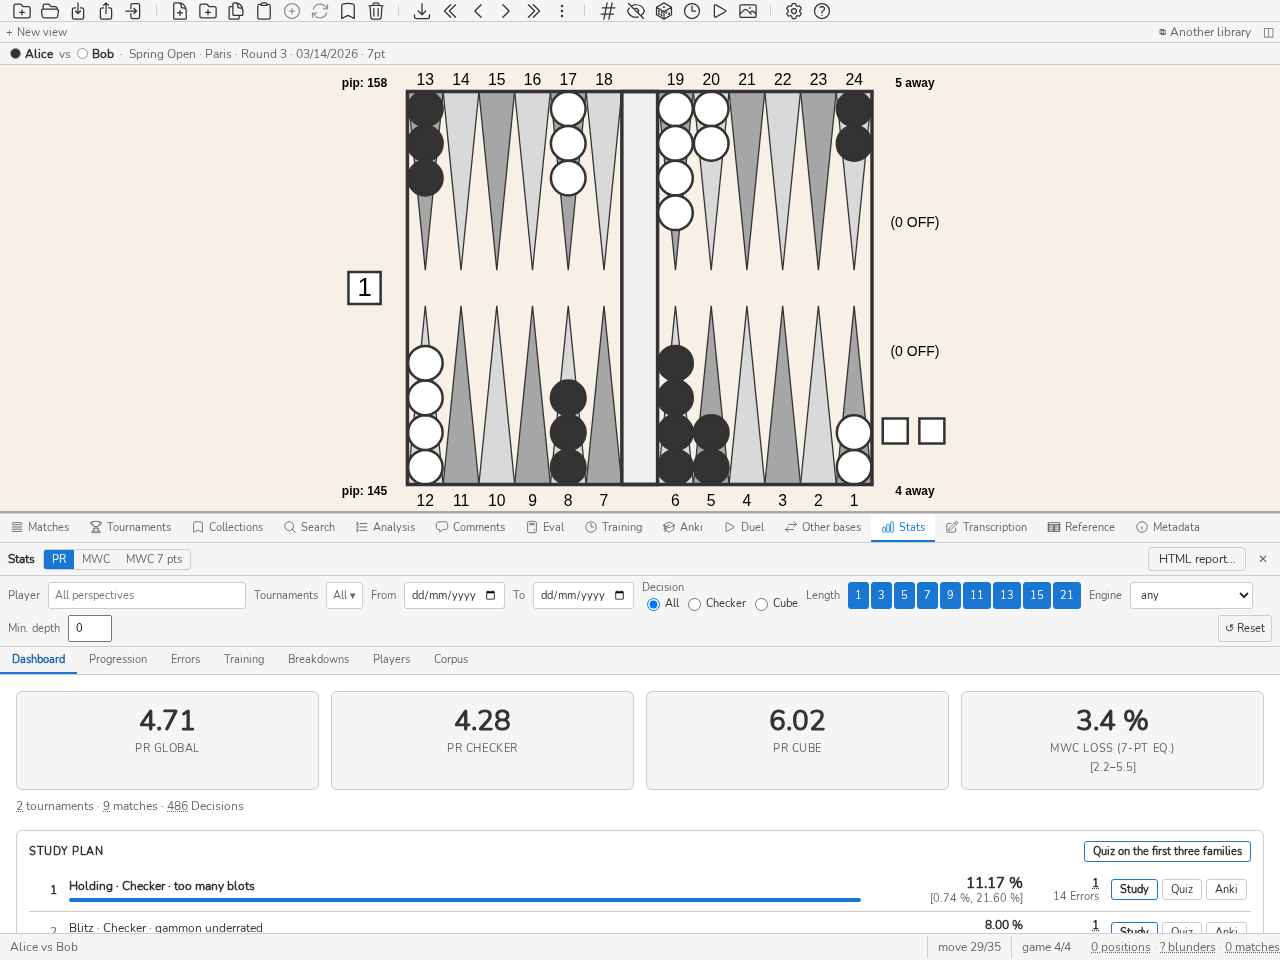 + New view
Another library
Alice vs Bob · Spring Open · Paris · Round 3 · 03/14/2026 · 7pt
pip: 158
13 14 15 16 17 18 19 20 21 22 23 24
5 away
(0 OFF)
1
(0 OFF)
pip: 145
12 11 10 9 8 7 6 5 4 3 2 1
4 away
Matches Tournaments Collections Search Analysis Comments Eval Training Anki Duel Other bases Stats Transcription Reference Metadata
Stats PR MWC MWC 7 pts HTML report... ×
Player All perspectives Tournaments All ▾ From dd/mm/yyyy To dd/mm/yyyy Decision All Checker Cube Length 1 3 5 7 9 11 13 15 21 Engine any
Min. depth 0 ↺ Reset
Dashboard Progression Errors Training Breakdowns Players Corpus
4.71 4.28 6.02 3.4 %
PR GLOBAL PR CHECKER PR CUBE MWC LOSS (7-PT EQ.)
[2.2–5.5]
2 tournaments · 9 matches · 486 Decisions
STUDY PLAN Quiz on the first three families
1 Holding · Checker · too many blots 11.17 % 1 Study Quiz Anki
[0.74 %, 21.60 %] 14 Errors
2 Blitz · Checker · gammon underrated 8.00 % 1 Study Quiz Anki
Alice vs Bob move 29/35 game 4/4 0 positions · ? blunders · 0 matches